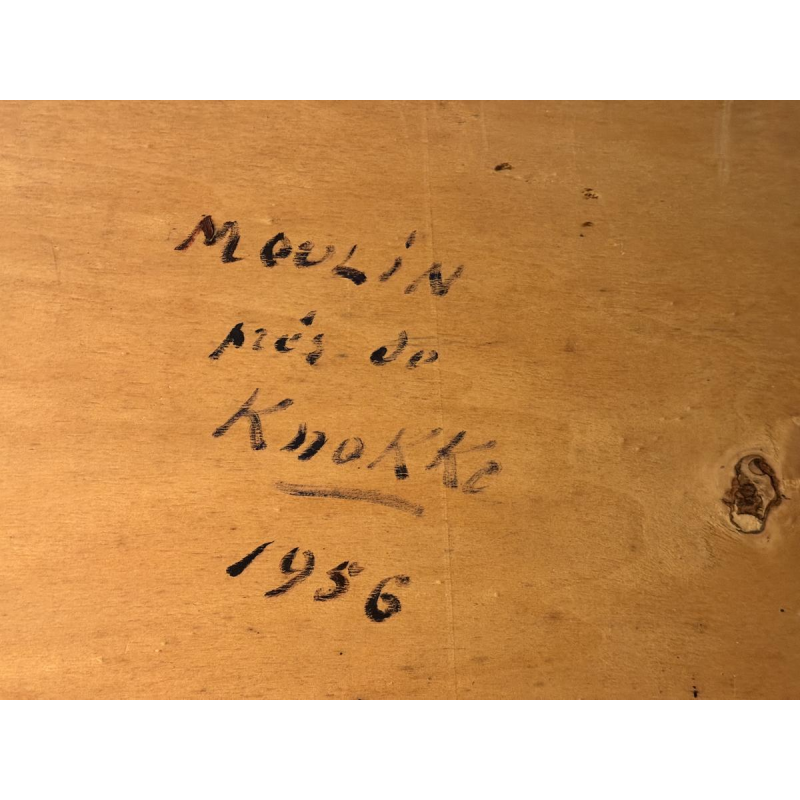 MOULIN
près de
KnoKKe
1956